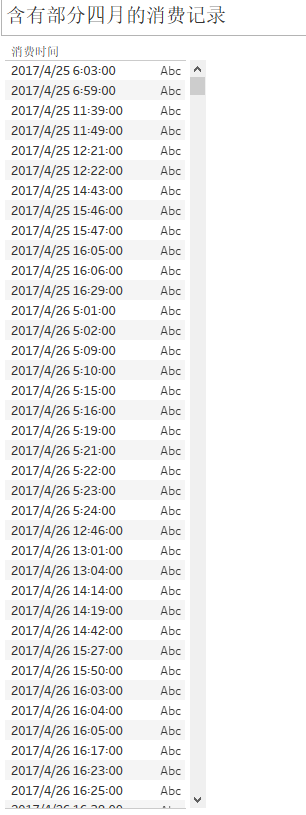 含有部分四月的消费记录
消费时间
2017/4/25 6:03:00 Abc
2017/4/25 6:59:00 Abc
2017/4/25 11:39:00 Abc
2017/4/25 11:49:00 Abc
2017/4/25 12:21:00 Abc
2017/4/25 12:22:00 Abc
2017/4/25 14:43:00 Abc
2017/4/25 15:46:00 Abc
2017/4/25 15:47:00 Abc
2017/4/25 16:05:00 Abc
2017/4/25 16:06:00 Abc
2017/4/25 16:29:00 Abc
2017/4/26 5:01:00 Abc
2017/4/26 5:02:00 Abc
2017/4/26 5:09:00 Abc
2017/4/26 5:10:00 Abc
2017/4/26 5:15:00 Abc
2017/4/26 5:16:00 Abc
2017/4/26 5:19:00 Abc
2017/4/26 5:21:00 Abc
2017/4/26 5:22:00 Abc
2017/4/26 5:23:00 Abc
2017/4/26 5:24:00 Abc
2017/4/26 12:46:00 Abc
2017/4/26 13:01:00 Abc
2017/4/26 13:04:00 Abc
2017/4/26 14:14:00 Abc
2017/4/26 14:19:00 Abc
2017/4/26 14:42:00 Abc
2017/4/26 15:27:00 Abc
2017/4/26 15:50:00 Abc
2017/4/26 16:03:00 Abc
2017/4/26 16:04:00 Abc
2017/4/26 16:05:00 Abc
2017/4/26 16:17:00 Abc
2017/4/26 16:23:00 Abc
2017/4/26 16:25:00 Abc